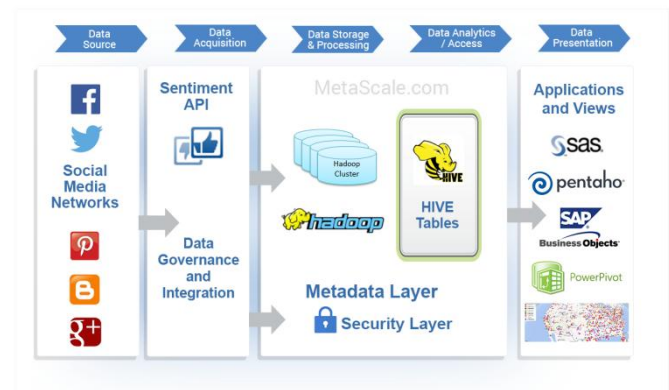 Data
Source
Data
Acquisition
Data Storage
& Processing
Data Analytics
/ Access
Data
Presentation
f
Social
Media
Networks
g+
Sentiment
API
Data
Governance
and
Integration
MetaScale.com
Hadoop
Cluster
hadoop
HIVE
HIVE
Tables
Metadata Layer
Security Layer
Applications
and Views
sas
pentaho
SAP
Business Objects
PowerPivot